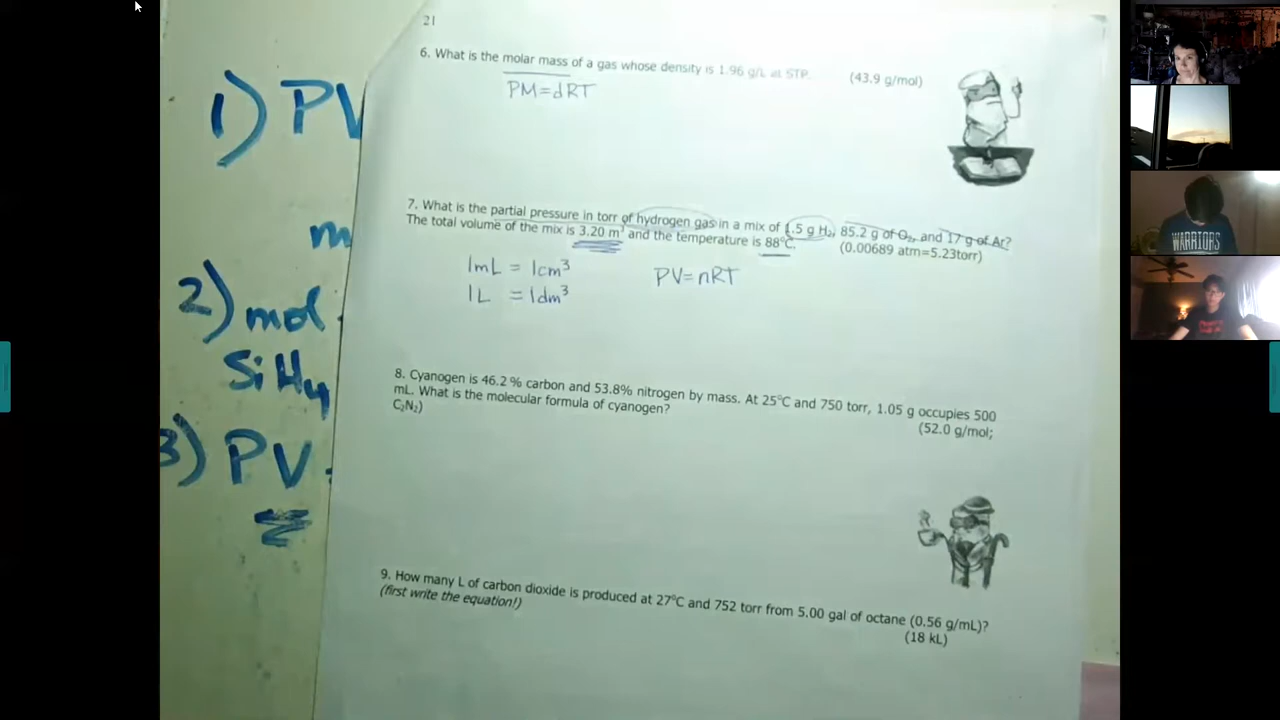 21
6. What is the molar mass of a gas whose density is 1.96 g/L at STP. (43.9 g/mol)
PM=dRT
1) PV
7. What is the partial pressure in torr of hydrogen gas in a mix of 1.5 g H₂, 85.2 g of O₂, and 17 g of Ar?
The total volume of the mix is 3.20 m³ and the temperature is 88°C. (0.00689 atm=5.23torr)
m
1mL = 1cm³
PV=nRT
1L = 1dm³
2) mol
SiH₄
8. Cyanogen is 46.2 % carbon and 53.8% nitrogen by mass. At 25°C and 750 torr, 1.05 g occupies 500
mL. What is the molecular formula of cyanogen? (52.0 g/mol;
C₂N₂)
3) PV
9. How many L of carbon dioxide is produced at 27°C and 752 torr from 5.00 gal of octane (0.56 g/mL)?
(first write the equation!) (18 kL)
WARRIORS